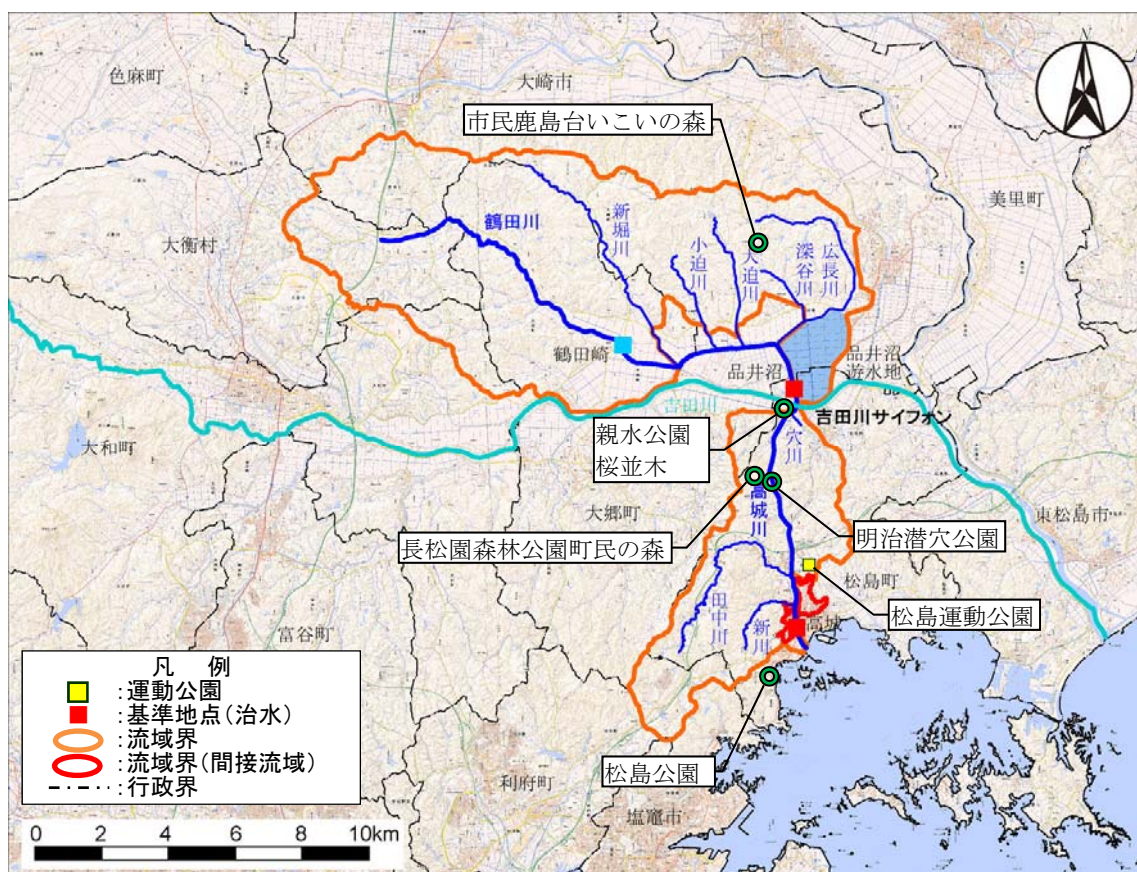 色麻町
大崎市
N
市民鹿島台いこいの森
美里町
大衡村
鶴田川
新堀川
小迫川
大迫川
深谷川
広長川
鶴田崎
品井沼
品井沼
遊水地
吉田川
吉田川サイフォン
大和町
親水公園
桜並木
穴川
大郷町
高城川
東松島市
長松園森林公園町民の森
明治潜穴公園
松島町
松島運動公園
富谷町
田中川
新川
高城
松島公園
利府町
塩竈市
凡 例
:運動公園
:基準地点(治水)
:流域界
:流域界(間接流域)
:行政界
0 2 4 6 8 10km